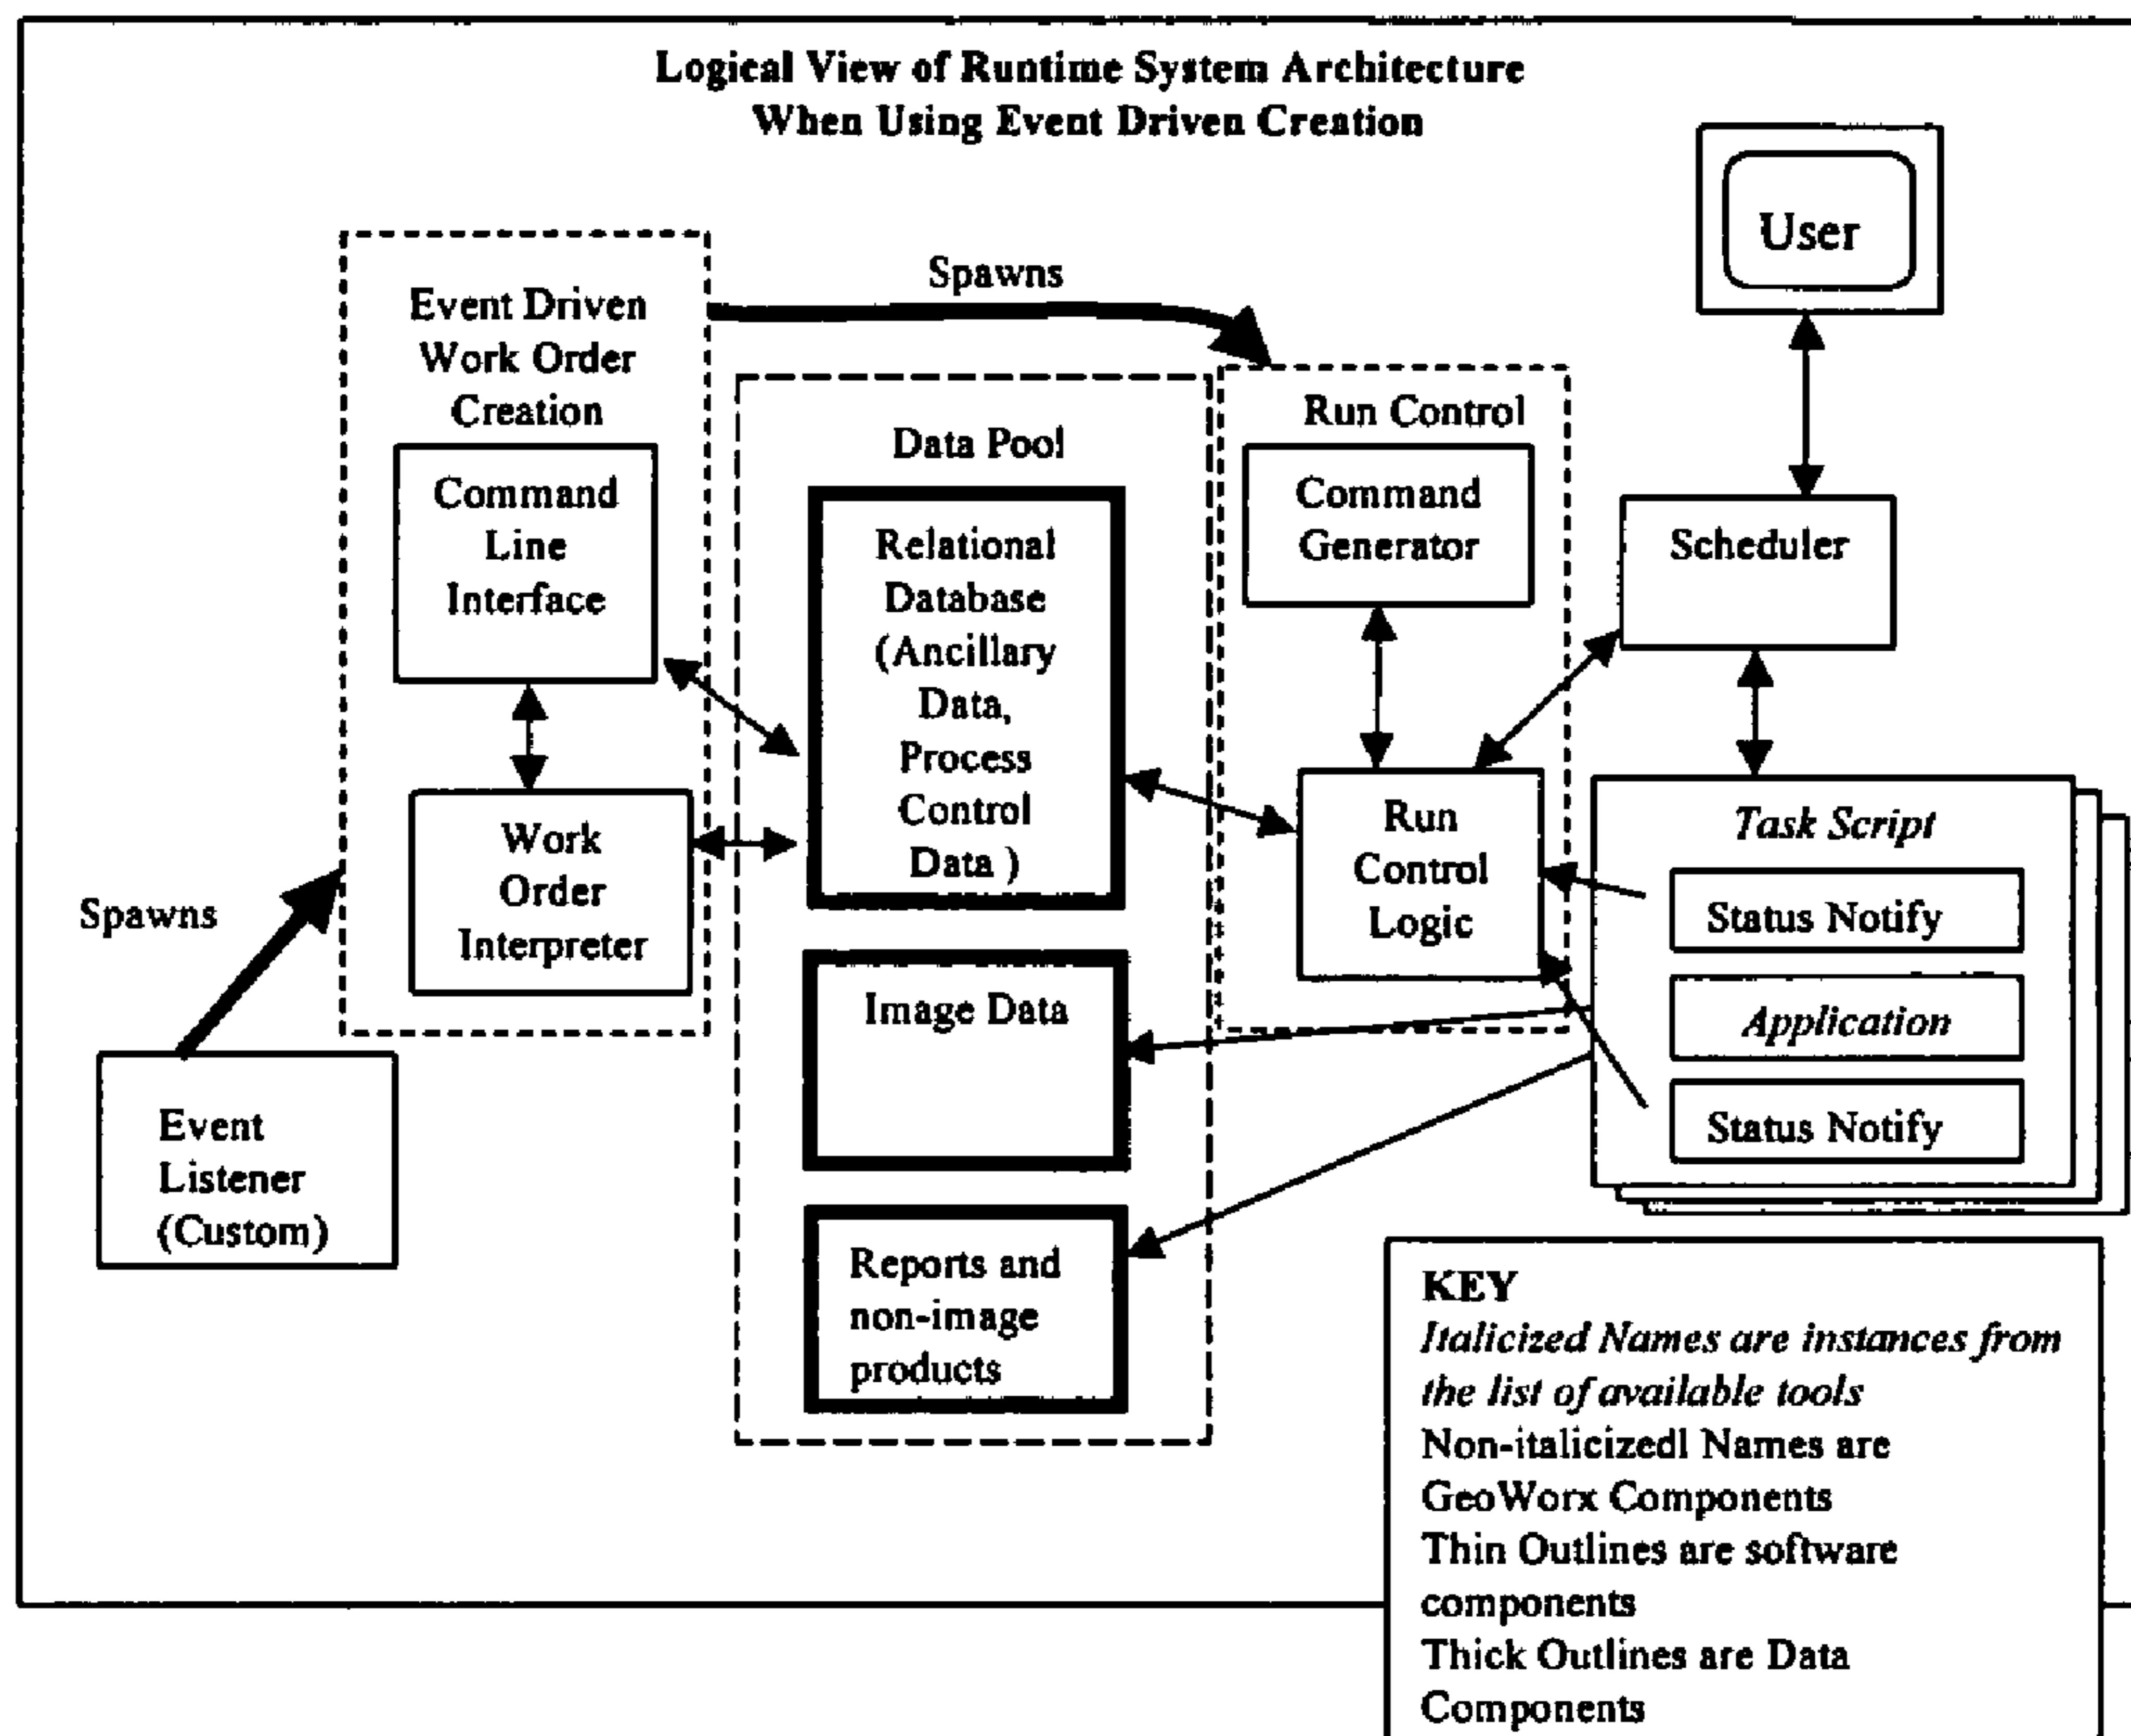 Logical View of Runtime System Architecture
When Using Event Driven Creation
User
Spawns
Event Driven
Work Order
Creation
Command
Line
Interface
Work
Order
Interpreter
Spawns
Event
Listener
(Custom)
Data Pool
Relational
Database
(Ancillary
Data,
Process
Control
Data )
Image Data
Reports and
non-image
products
Run Control
Command
Generator
Run
Control
Logic
Scheduler
Task Script
Status Notify
Application
Status Notify
KEY
Italicized Names are instances from
the list of available tools
Non-italicizedl Names are
GeoWorx Components
Thin Outlines are software
components
Thick Outlines are Data
Components